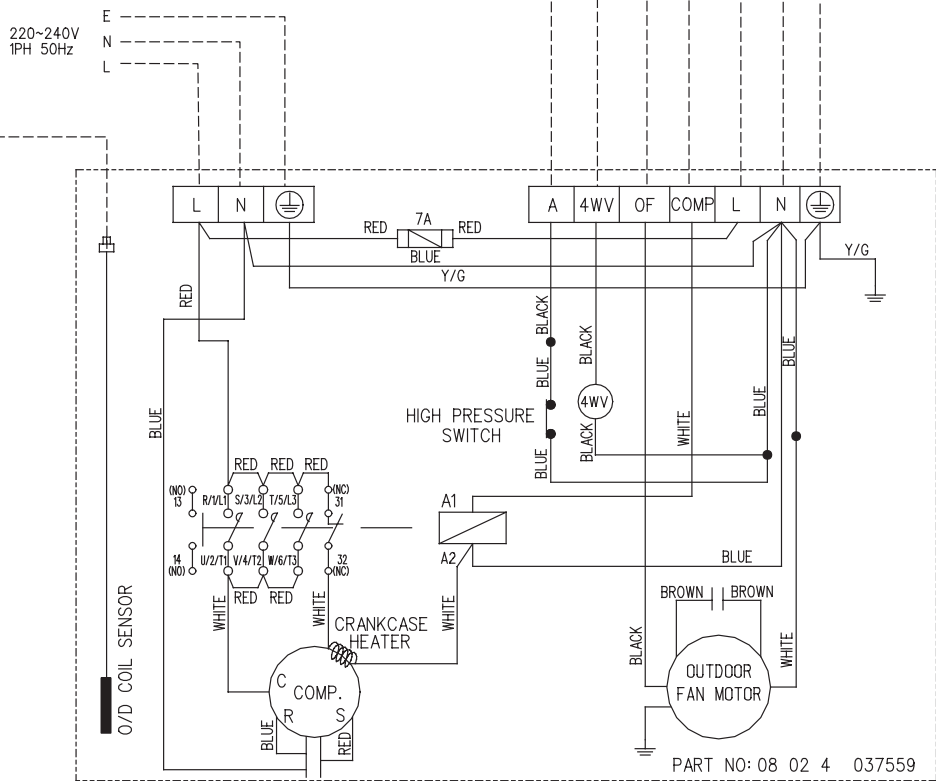 E
220~240V
1PH 50Hz
N
L
L N
A 4WV OF COMP L N
RED 7A RED
BLUE
Y/G
Y/G
RED
BLACK
BLACK
BLUE
BLUE
4WV
BLUE
WHITE
BLUE
HIGH PRESSURE
SWITCH
BLACK
BLUE
RED RED RED
(NO)
13
R/1/L1 S/3/L2 T/5/L3
(NC)
31
A1
14
(NO)
U/2/T1 V/4/T2 W/6/T3
32
(NC)
A2
BLUE
RED RED
WHITE
WHITE
WHITE
BROWN BROWN
CRANKCASE
HEATER
BLACK
WHITE
O/D COIL SENSOR
C
COMP.
R S
OUTDOOR
FAN MOTOR
BLUE
RED
PART NO: 08 02 4 037559